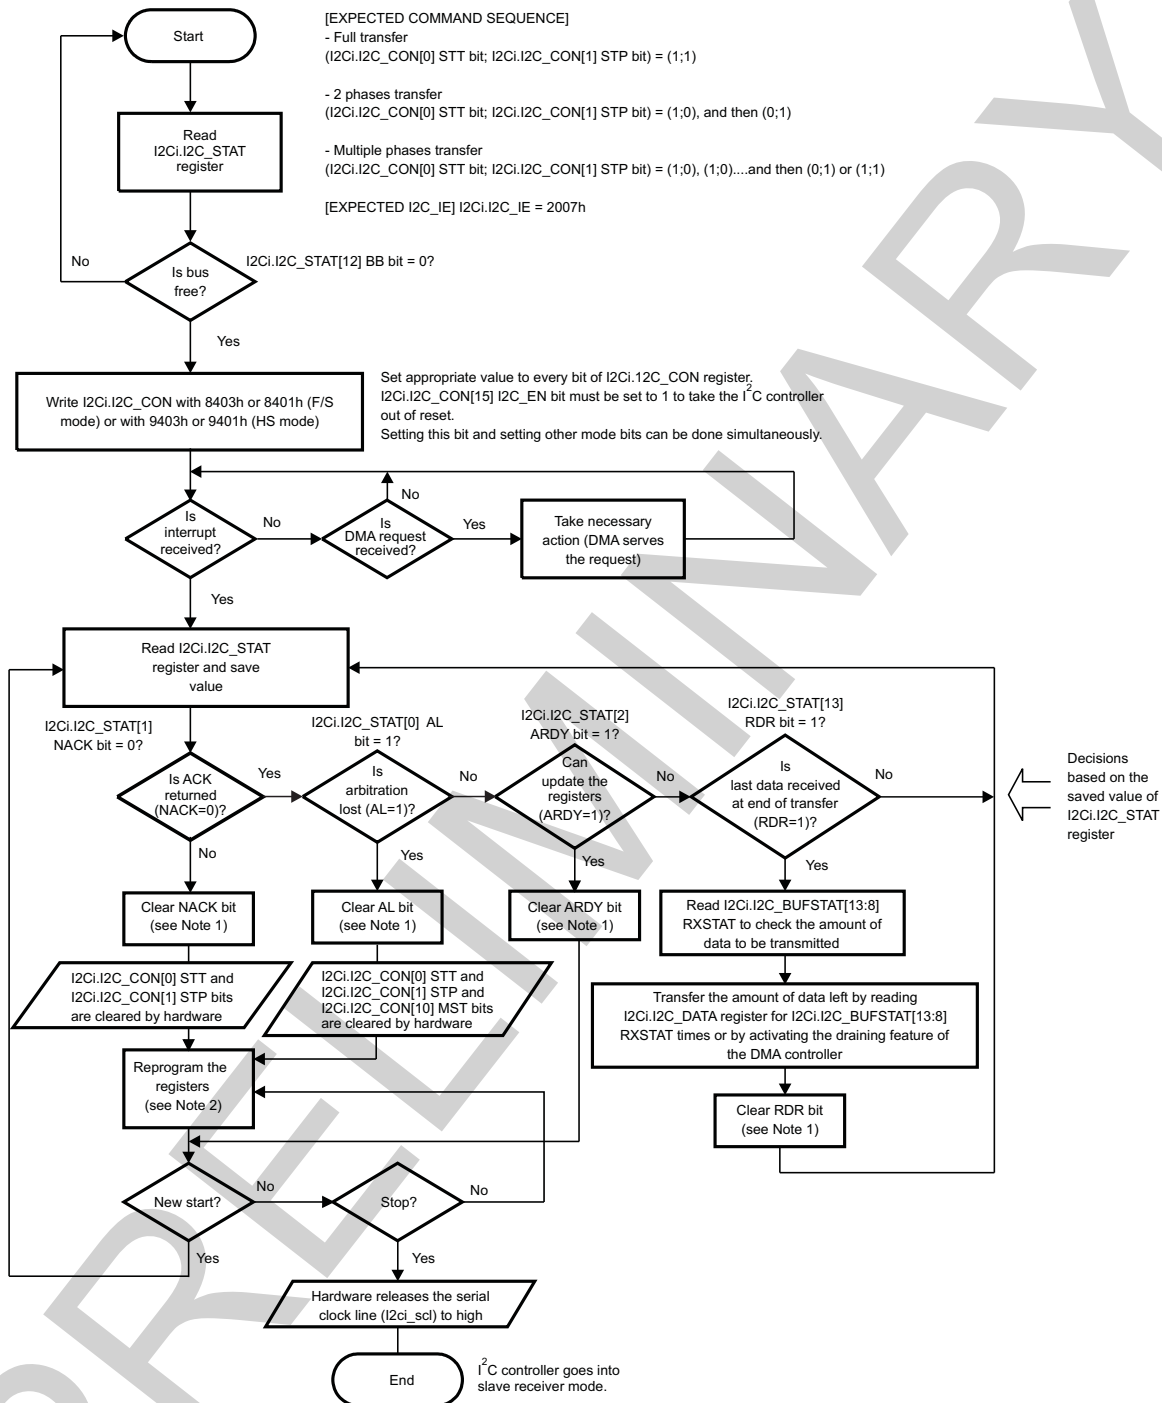 Start
[EXPECTED COMMAND SEQUENCE]
- Full transfer
(I2Ci.I2C_CON[0] STT bit; I2Ci.I2C_CON[1] STP bit) = (1;1)
- 2 phases transfer
(I2Ci.I2C_CON[0] STT bit; I2Ci.I2C_CON[1] STP bit) = (1;0), and then (0;1)
- Multiple phases transfer
(I2Ci.I2C_CON[0] STT bit; I2Ci.I2C_CON[1] STP bit) = (1;0), (1;0)....and then (0;1) or (1;1)
[EXPECTED I2C_IE] I2Ci.I2C_IE = 2007h
Read
I2Ci.I2C_STAT
register
No
Is bus
free?
I2Ci.I2C_STAT[12] BB bit = 0?
Yes
Write I2Ci.I2C_CON with 8403h or 8401h (F/S
mode) or with 9403h or 9401h (HS mode)
Set appropriate value to every bit of I2Ci.12C_CON register.
I2Ci.I2C_CON[15] I2C_EN bit must be set to 1 to take the I2C controller
out of reset.
Setting this bit and setting other mode bits can be done simultaneously.
No
Is
interrupt
received?
No
Is
DMA request
received?
Yes
Take necessary
action (DMA serves
the request)
Yes
Read I2Ci.I2C_STAT
register and save
value
I2Ci.I2C_STAT[1]
NACK bit = 0?
I2Ci.I2C_STAT[0] AL
bit = 1?
I2Ci.I2C_STAT[2]
ARDY bit = 1?
I2Ci.I2C_STAT[13]
RDR bit = 1?
Is ACK
returned
(NACK=0)?
Yes
Is
arbitration
lost (AL=1)?
No
Can
update the
registers
(ARDY=1)?
No
Is
last data received
at end of transfer
(RDR=1)?
No
Decisions
based on the
saved value of
I2Ci.I2C_STAT
register
No
Yes
Yes
Yes
Clear NACK bit
(see Note 1)
Clear AL bit
(see Note 1)
Clear ARDY bit
(see Note 1)
Read I2Ci.I2C_BUFSTAT[13:8]
RXSTAT to check the amount of
data to be transmitted
I2Ci.I2C_CON[0] STT and
I2Ci.I2C_CON[1] STP bits
are cleared by hardware
I2Ci.I2C_CON[0] STT and
I2Ci.I2C_CON[1] STP and
I2Ci.I2C_CON[10] MST bits
are cleared by hardware
Transfer the amount of data left by reading
I2Ci.I2C_DATA register for I2Ci.I2C_BUFSTAT[13:8]
RXSTAT times or by activating the draining feature of
the DMA controller
Reprogram the
registers
(see Note 2)
Clear RDR bit
(see Note 1)
New start?
No
Stop?
No
Yes
Yes
Hardware releases the serial
clock line (I2ci_scl) to high
End
I2C controller goes into
slave receiver mode.
PRELIMINARY